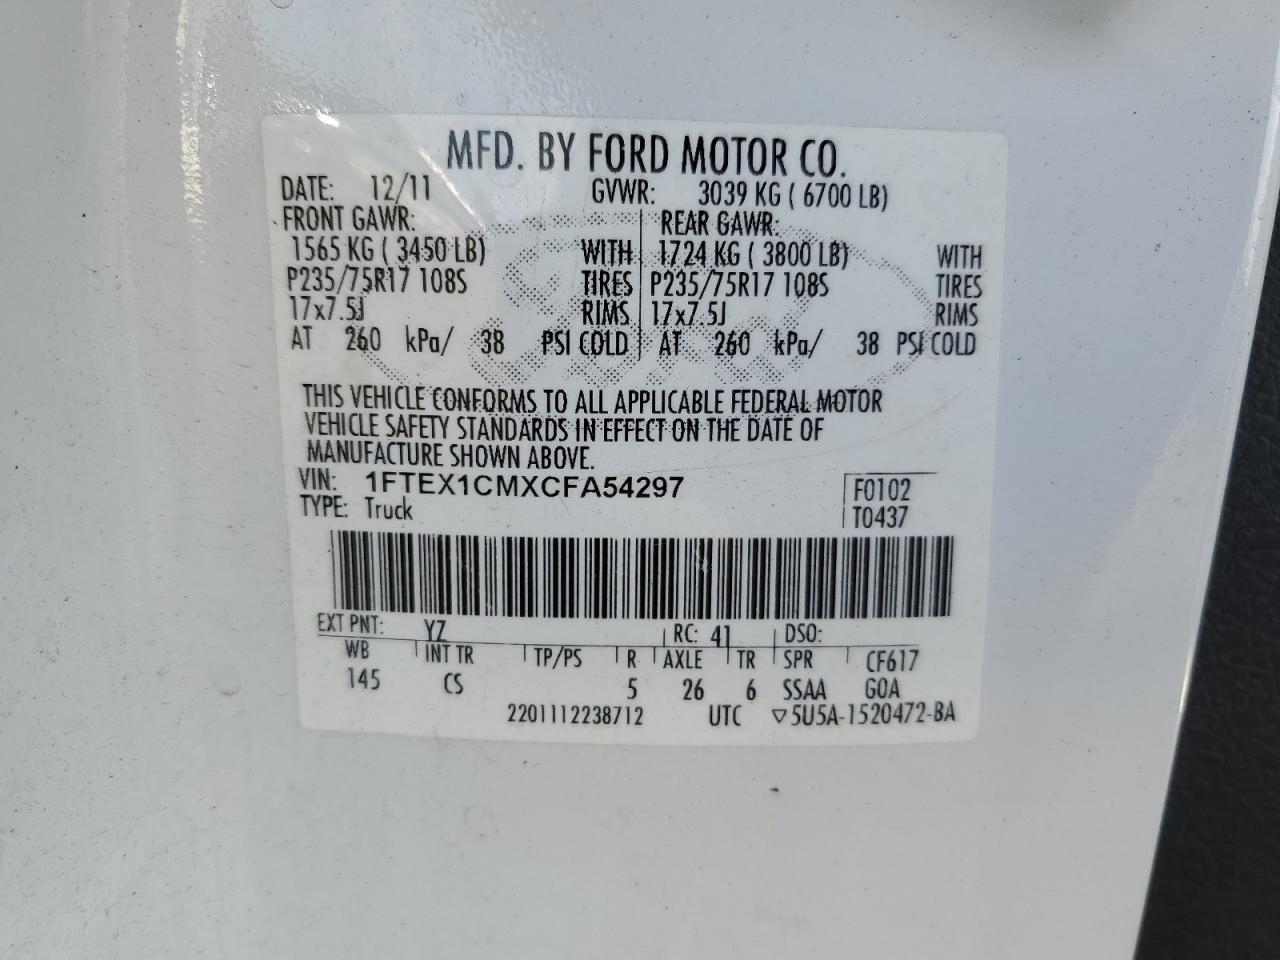 MFD. BY FORD MOTOR CO.
DATE: 12/11 GVWR: 3039 KG ( 6700 LB)
FRONT GAWR: REAR GAWR:
1565 KG ( 3450 LB) WITH 1724 KG ( 3800 LB) WITH
P235/75R17 108S TIRES P235/75R17 108S TIRES
17x7.5J RIMS 17x7.5J RIMS
AT 260 kPa/ 38 PSI COLD AT 260 kPa/ 38 PSI COLD
THIS VEHICLE CONFORMS TO ALL APPLICABLE FEDERAL MOTOR
VEHICLE SAFETY STANDARDS IN EFFECT ON THE DATE OF
MANUFACTURE SHOWN ABOVE.
VIN: 1FTEX1CMXCFA54297 F0102
TYPE: Truck T0437
EXT PNT: YZ RC: 41 DSO:
WB INT TR TP/PS R AXLE TR SPR CF617
145 CS 5 26 6 SSAA GOA
2201112238712 UTC ▽5U5A-1520472-BA